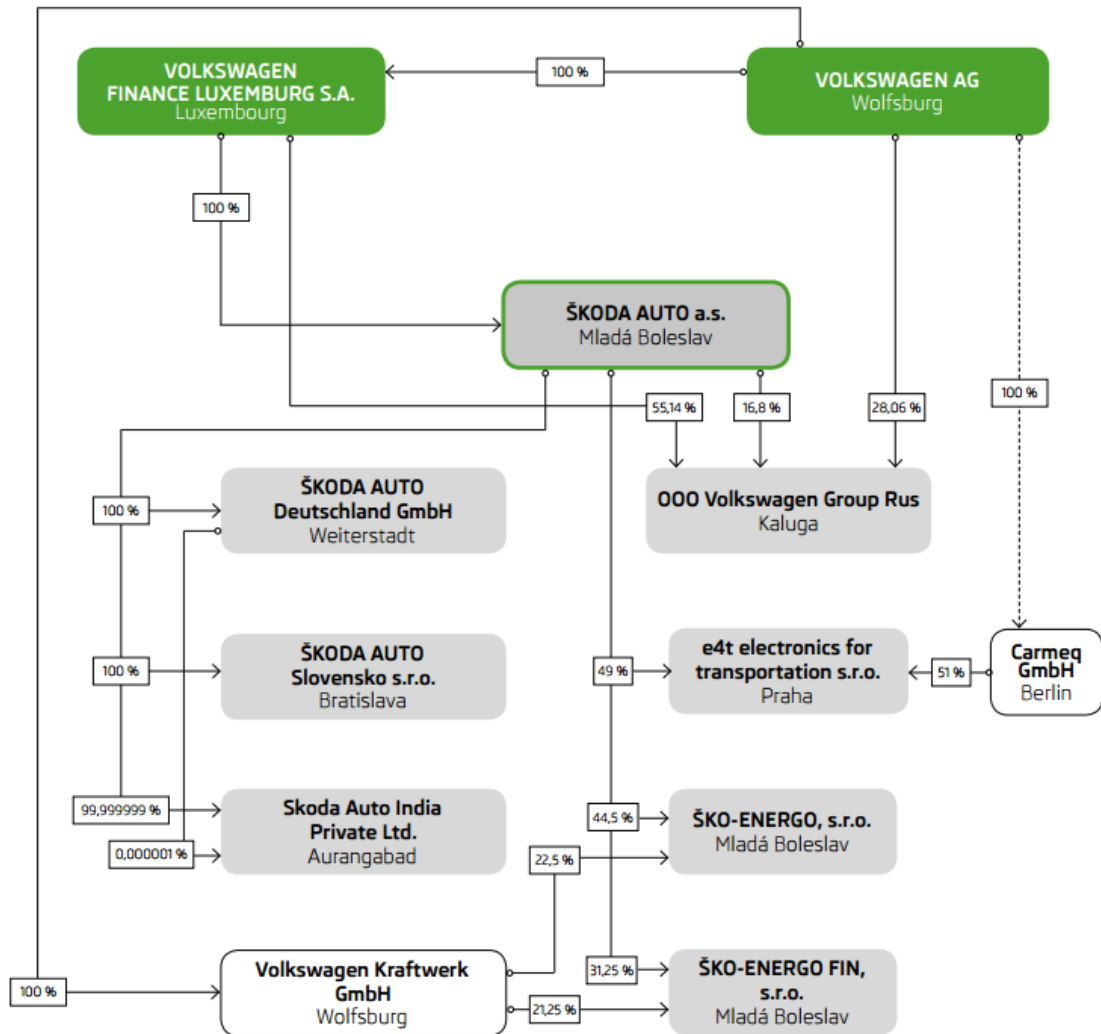 VOLKSWAGEN
FINANCE LUXEMBURG S.A.
Luxembourg
100 %
VOLKSWAGEN AG
Wolfsburg
100 %
ŠKODA AUTO a.s.
Mladá Boleslav
55,14 %
16,8 %
28,06 %
100 %
ŠKODA AUTO
Deutschland GmbH
Weiterstadt
100 %
OOO Volkswagen Group Rus
Kaluga
ŠKODA AUTO
Slovensko s.r.o.
Bratislava
100 %
49 %
e4t electronics for
transportation s.r.o.
Praha
51 %
Carmeq
GmbH
Berlin
99,999999 %
0,000001 %
Skoda Auto India
Private Ltd.
Aurangabad
44,5 %
22,5 %
ŠKO-ENERGO, s.r.o.
Mladá Boleslav
100 %
Volkswagen Kraftwerk
GmbH
Wolfsburg
31,25 %
21,25 %
ŠKO-ENERGO FIN,
s.r.o.
Mladá Boleslav